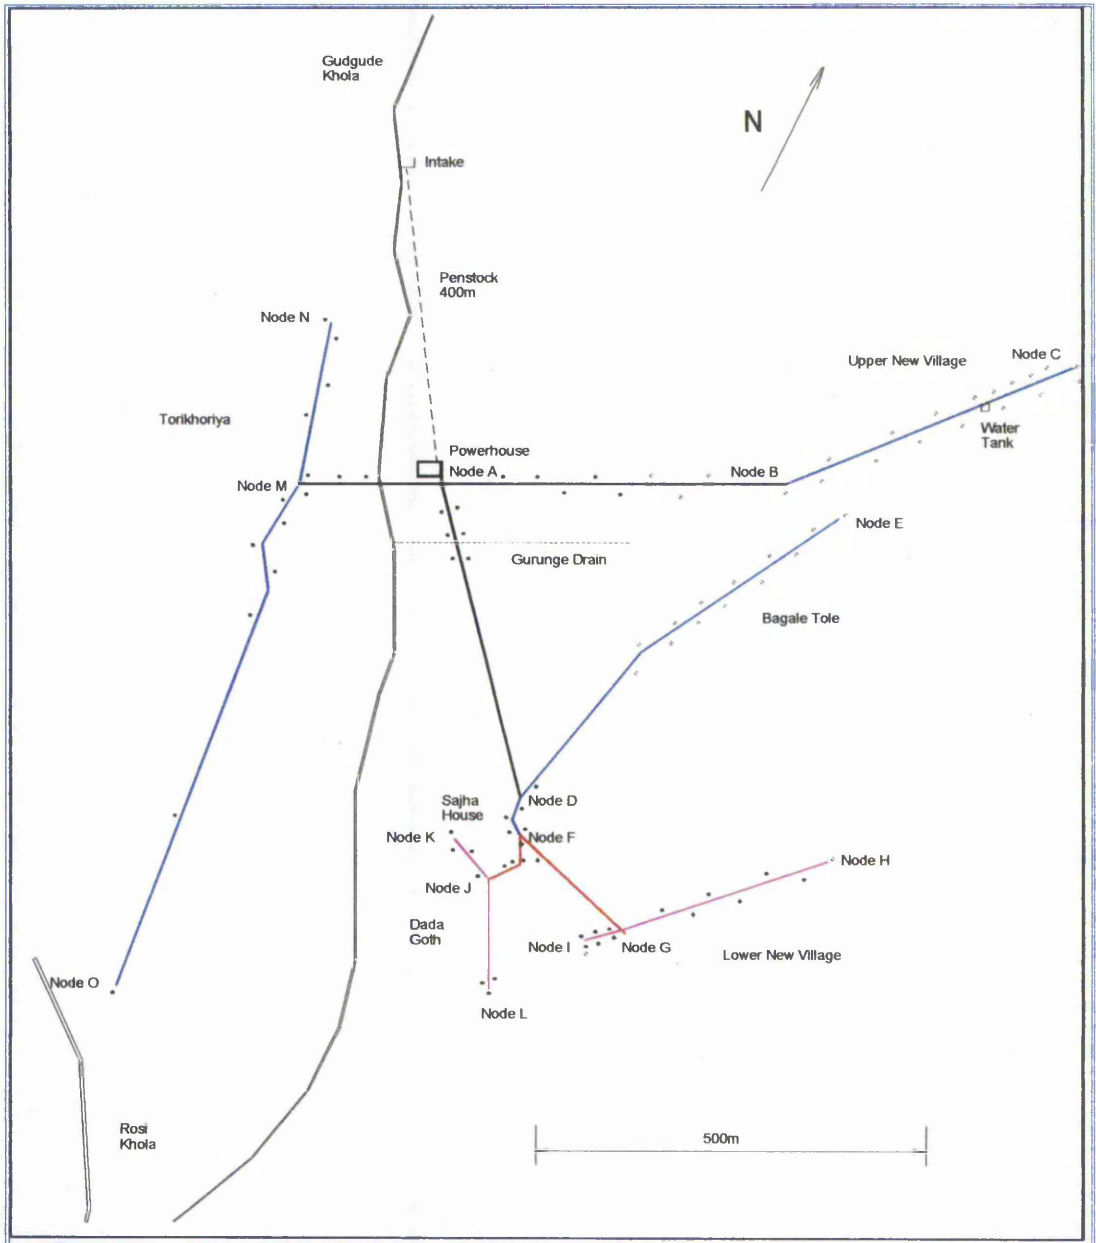 Gudgude
Khola
N
Intake
Penstock
400m
Node N
Upper New Village
Node C
Torikhoriya
Water
Tank
Powerhouse
Node A
Node B
Node M
Node E
Gurunge Drain
Bagale Tole
Sajha
House
Node D
Node K
Node F
Node H
Node J
Dada
Goth
Node I
Node G
Lower New Village
Node O
Node L
Rosi
Khola
500m